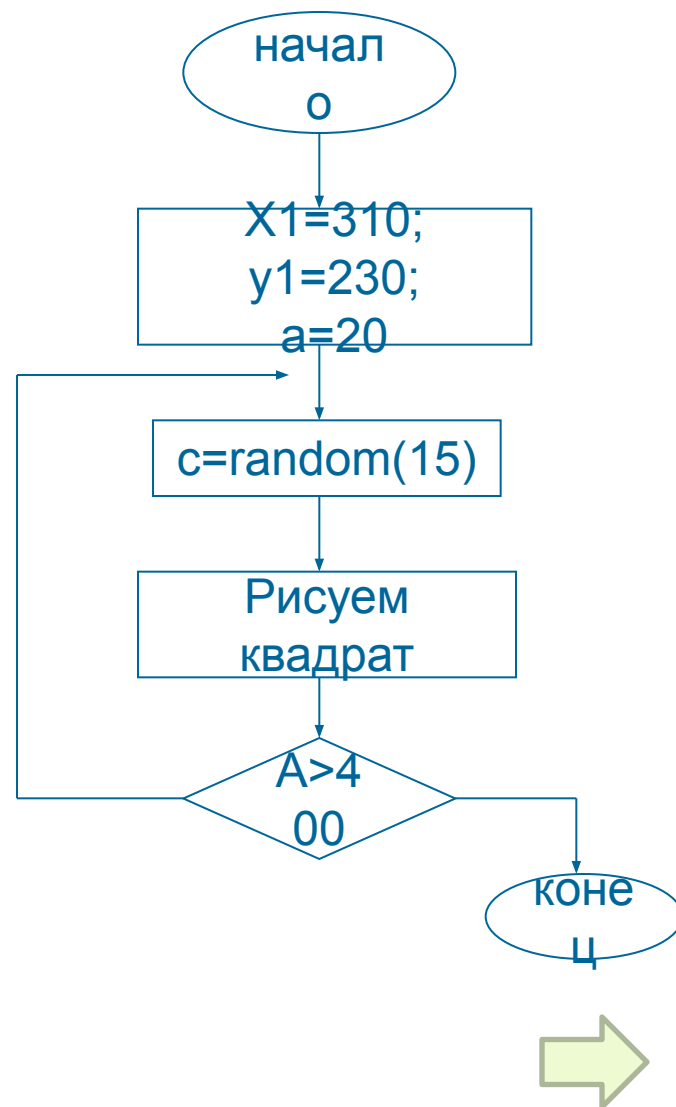 начал
о
X1=310;
y1=230;
a=20
c=random(15)
Рисуем
квадрат
A>4
00
коне
ц